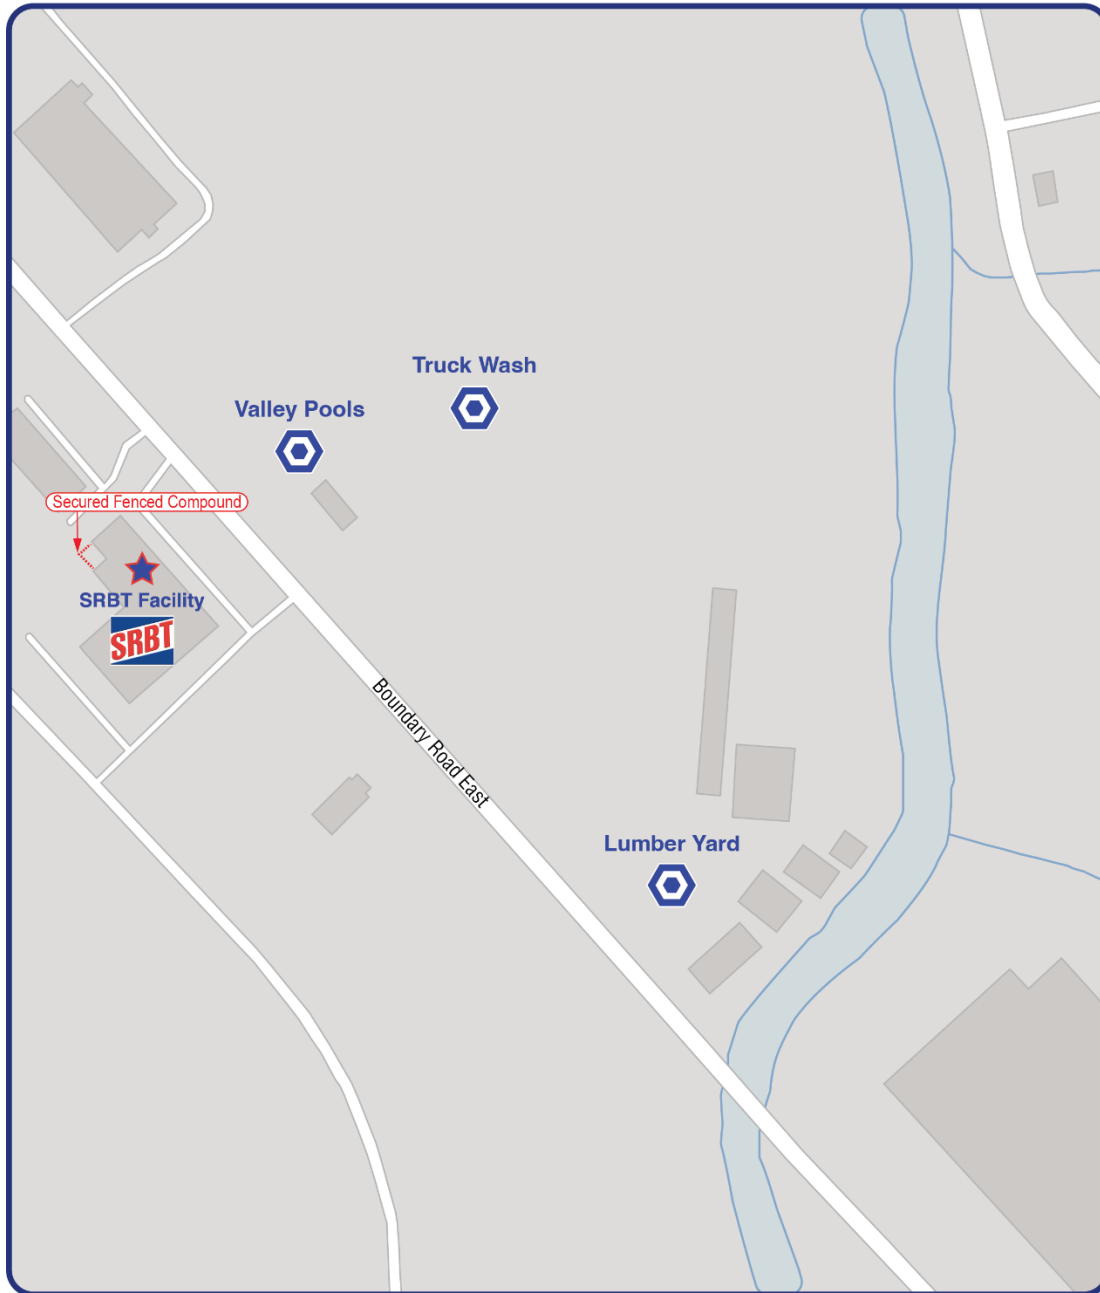 Truck Wash
Valley Pools
Secured Fenced Compound
SRBT Facility
SRBT
Boundary Road East
Lumber Yard